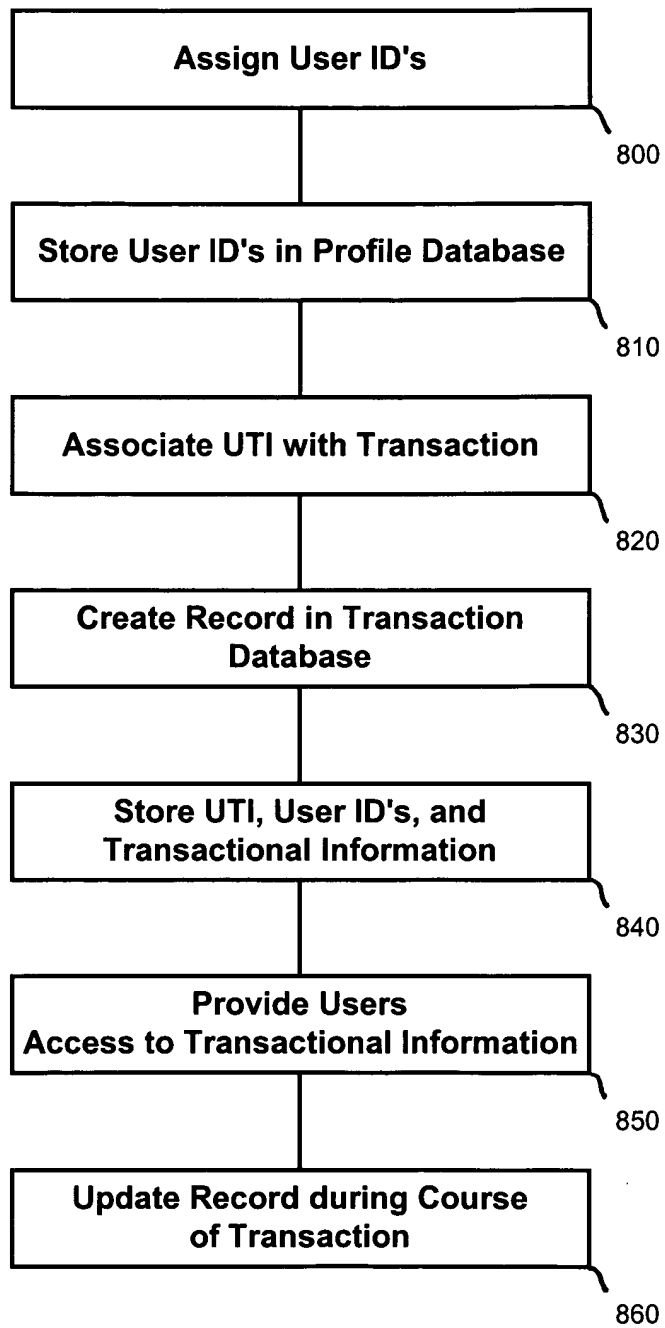 Assign User ID's
800
Store User ID's in Profile Database
810
Associate UTI with Transaction
820
Create Record in Transaction
Database
830
Store UTI, User ID's, and
Transactional Information
840
Provide Users
Access to Transactional Information
850
Update Record during Course
of Transaction
860